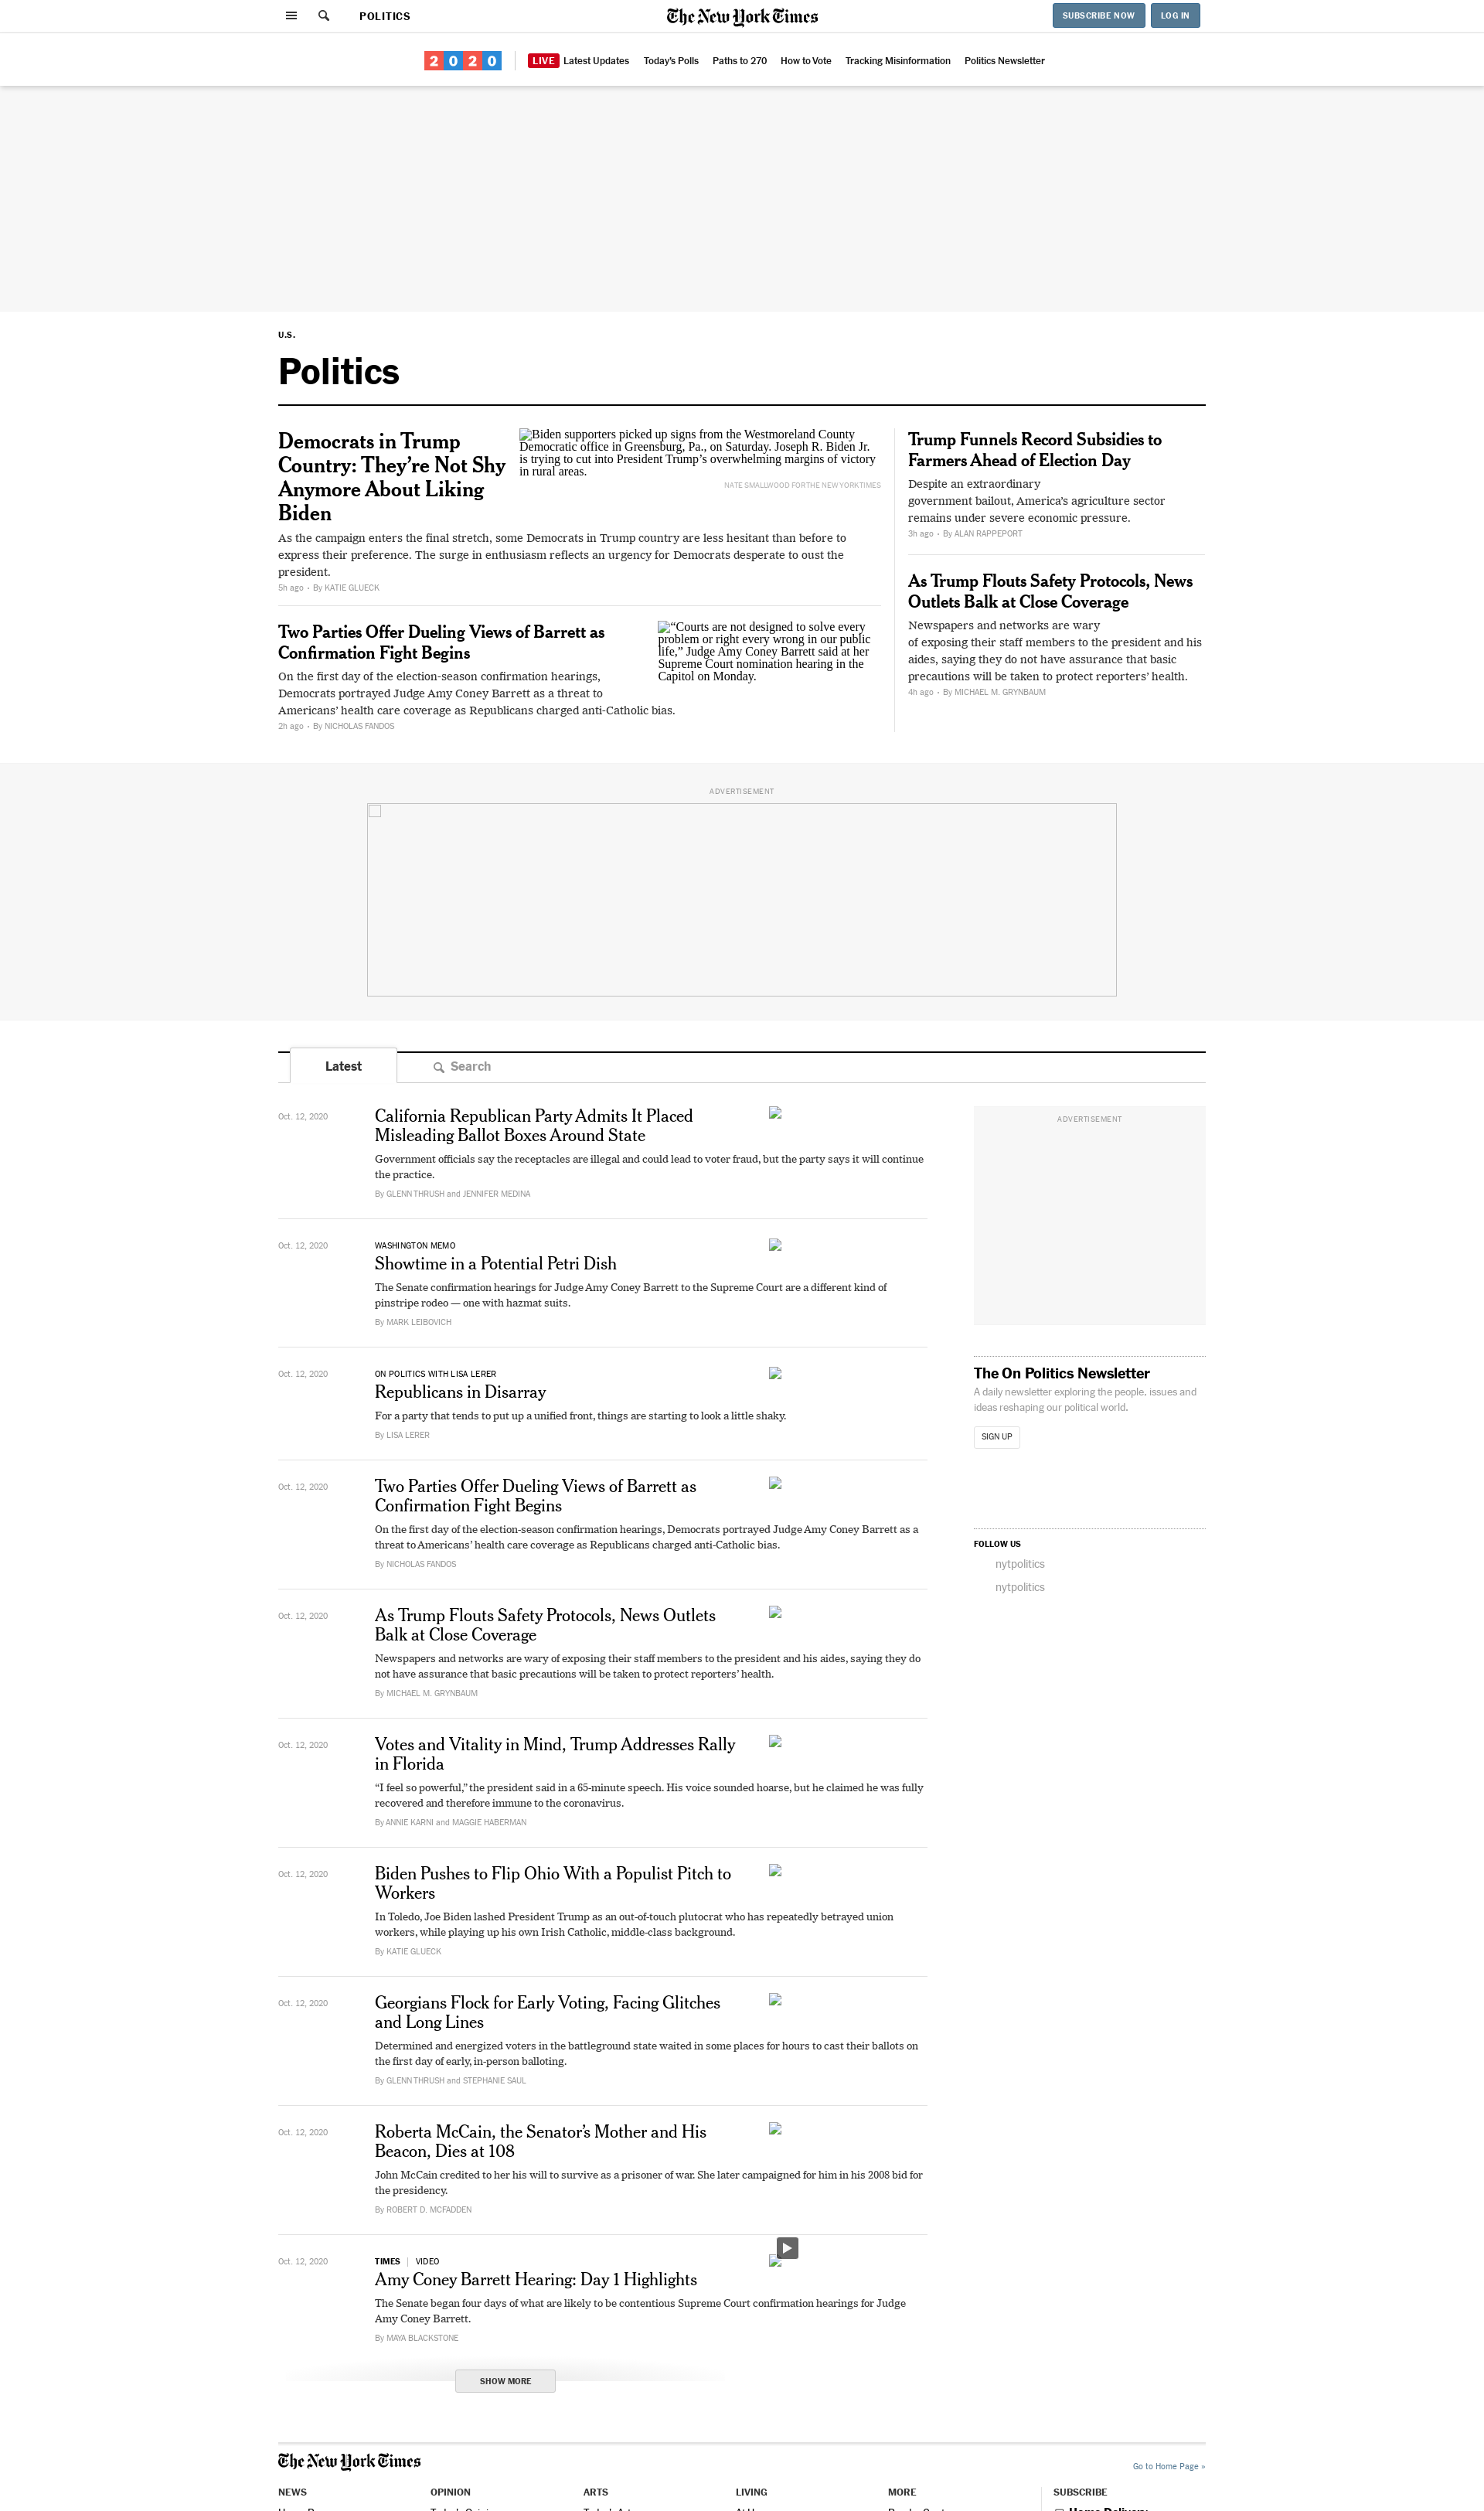 POLITICS
The New York Times
SUBSCRIBE NOW
LOG IN
2020
LIVE Latest Updates
Today's Polls
Paths to 270
How to Vote
Tracking Misinformation
Politics Newsletter
U.S.
Politics
Democrats in Trump
Country: They're Not Shy
Anymore About Liking
Biden
Biden supporters picked up signs from the Westmoreland County
Democratic office in Greensburg, Pa., on Saturday. Joseph R. Biden Jr.
is trying to cut into President Trump's overwhelming margins of victory
in rural areas.
NATE SMALLWOOD FOR THE NEW YORK TIMES
As the campaign enters the final stretch, some Democrats in Trump country are less hesitant than before to
express their preference. The surge in enthusiasm reflects an urgency for Democrats desperate to oust the
president.
5h ago • By KATIE GLUECK
Two Parties Offer Dueling Views of Barrett as
Confirmation Fight Begins
"Courts are not designed to solve every
problem or right every wrong in our public
life," Judge Amy Coney Barrett said at her
Supreme Court nomination hearing in the
Capitol on Monday.
On the first day of the election-season confirmation hearings,
Democrats portrayed Judge Amy Coney Barrett as a threat to
Americans' health care coverage as Republicans charged anti-Catholic bias.
2h ago • By NICHOLAS FANDOS
Trump Funnels Record Subsidies to
Farmers Ahead of Election Day
Despite an extraordinary
government bailout, America's agriculture sector
remains under severe economic pressure.
3h ago • By ALAN RAPPEPORT
As Trump Flouts Safety Protocols, News
Outlets Balk at Close Coverage
Newspapers and networks are wary
of exposing their staff members to the president and his
aides, saying they do not have assurance that basic
precautions will be taken to protect reporters' health.
4h ago • By MICHAEL M. GRYNBAUM
ADVERTISEMENT
Latest
Search
Oct. 12, 2020
California Republican Party Admits It Placed
Misleading Ballot Boxes Around State
Government officials say the receptacles are illegal and could lead to voter fraud, but the party says it will continue
the practice.
By GLENN THRUSH and JENNIFER MEDINA
Oct. 12, 2020
WASHINGTON MEMO
Showtime in a Potential Petri Dish
The Senate confirmation hearings for Judge Amy Coney Barrett to the Supreme Court are a different kind of
pinstripe rodeo — one with hazmat suits.
By MARK LEIBOVICH
Oct. 12, 2020
ON POLITICS WITH LISA LERER
Republicans in Disarray
For a party that tends to put up a unified front, things are starting to look a little shaky.
By LISA LERER
Oct. 12, 2020
Two Parties Offer Dueling Views of Barrett as
Confirmation Fight Begins
On the first day of the election-season confirmation hearings, Democrats portrayed Judge Amy Coney Barrett as a
threat to Americans' health care coverage as Republicans charged anti-Catholic bias.
By NICHOLAS FANDOS
Oct. 12, 2020
As Trump Flouts Safety Protocols, News Outlets
Balk at Close Coverage
Newspapers and networks are wary of exposing their staff members to the president and his aides, saying they do
not have assurance that basic precautions will be taken to protect reporters' health.
By MICHAEL M. GRYNBAUM
Oct. 12, 2020
Votes and Vitality in Mind, Trump Addresses Rally
in Florida
"I feel so powerful," the president said in a 65-minute speech. His voice sounded hoarse, but he claimed he was fully
recovered and therefore immune to the coronavirus.
By ANNIE KARNI and MAGGIE HABERMAN
Oct. 12, 2020
Biden Pushes to Flip Ohio With a Populist Pitch to
Workers
In Toledo, Joe Biden lashed President Trump as an out-of-touch plutocrat who has repeatedly betrayed union
workers, while playing up his own Irish Catholic, middle-class background.
By KATIE GLUECK
Oct. 12, 2020
Georgians Flock for Early Voting, Facing Glitches
and Long Lines
Determined and energized voters in the battleground state waited in some places for hours to cast their ballots on
the first day of early, in-person balloting.
By GLENN THRUSH and STEPHANIE SAUL
Oct. 12, 2020
Roberta McCain, the Senator's Mother and His
Beacon, Dies at 108
John McCain credited to her his will to survive as a prisoner of war. She later campaigned for him in his 2008 bid for
the presidency.
By ROBERT D. MCFADDEN
Oct. 12, 2020
TIMES | VIDEO
Amy Coney Barrett Hearing: Day 1 Highlights
The Senate began four days of what are likely to be contentious Supreme Court confirmation hearings for Judge
Amy Coney Barrett.
By MAYA BLACKSTONE
SHOW MORE
ADVERTISEMENT
The On Politics Newsletter
A daily newsletter exploring the people, issues and
ideas reshaping our political world.
SIGN UP
FOLLOW US
nytpolitics
nytpolitics
The New York Times
Go to Home Page »
NEWS
OPINION
ARTS
LIVING
MORE
SUBSCRIBE